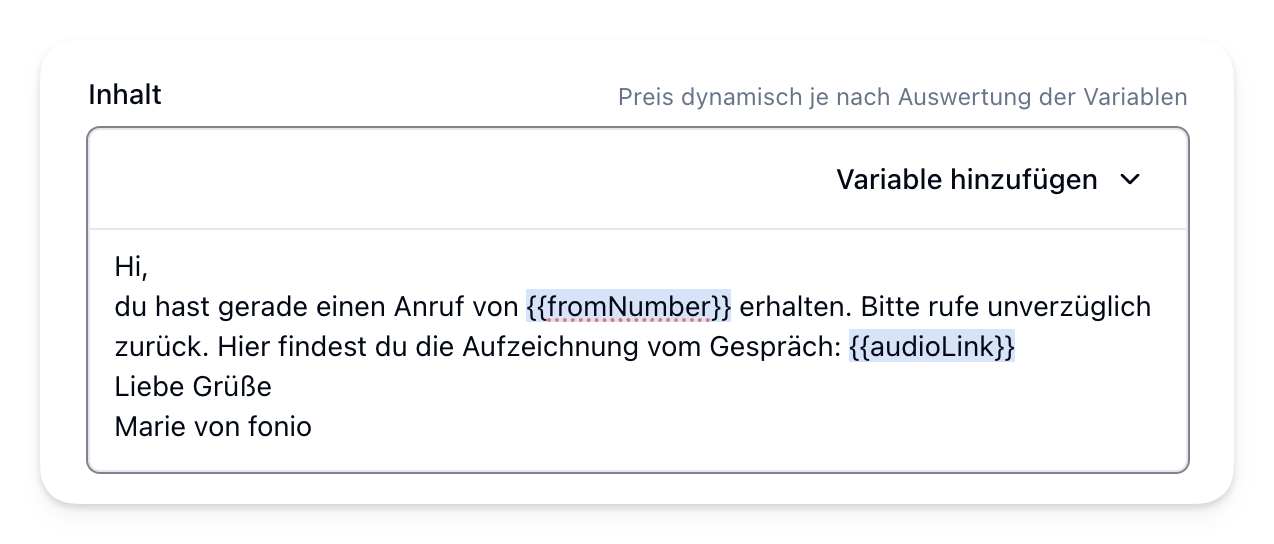 Inhalt
Preis dynamisch je nach Auswertung der Variablen
Variable hinzufügen
Hi,
du hast gerade einen Anruf von {{fromNumber}} erhalten. Bitte rufe unverzüglich
zurück. Hier findest du die Aufzeichnung vom Gespräch: {{audioLink}}
Liebe Grüße
Marie von fonio